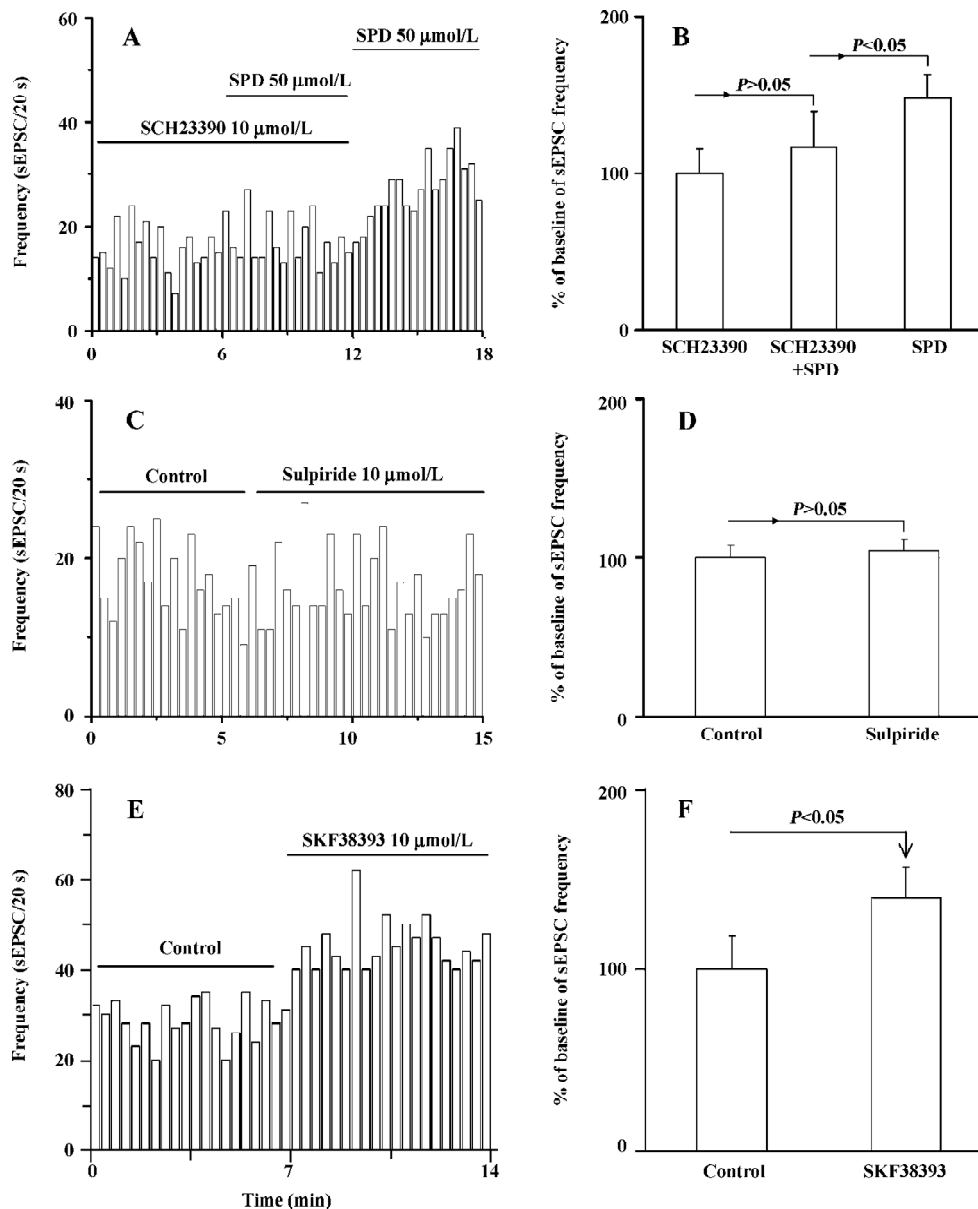 A
60
40
20
0
0
6
12
18
Frequency (sEPSC/20 s)
SPD 50 μmol/L
SPD 50 μmol/L
SCH23390 10 μmol/L
B
200
100
0
% of baseline of sEPSC frequency
P>0.05
P<0.05
SCH23390
SCH23390
+SPD
SPD
C
40
20
0
0
5
10
15
Frequency (sEPSC/20 s)
Control
Sulpiride 10 μmol/L
D
200
100
0
% of baseline of sEPSC frequency
P>0.05
Control
Sulpiride
E
80
60
40
20
0
0
7
14
Frequency (sEPSC/20 s)
Control
SKF38393 10 μmol/L
Time (min)
F
200
100
0
% of baseline of sEPSC frequency
P<0.05
Control
SKF38393